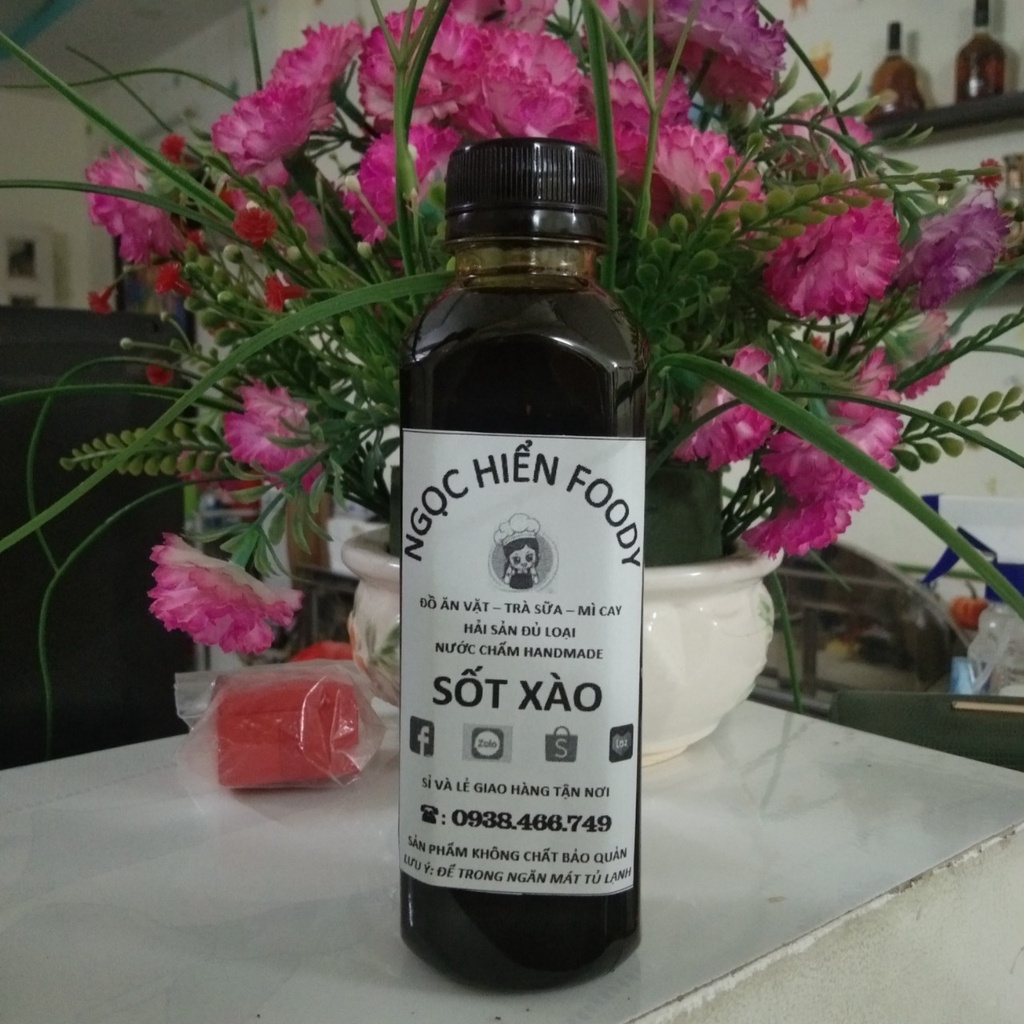 NGỌC HIỂN FOODY
ĐỒ ĂN VẶT – TRÀ SỮA – MÌ CAY
HẢI SẢN ĐỦ LOẠI
NƯỚC CHẤM HANDMADE
SỐT XÀO
f Zalo S Laz
SỈ VÀ LẺ GIAO HÀNG TẬN NƠI
☎: 0938.466.749
SẢN PHẨM KHÔNG CHẤT BẢO QUẢN
LƯU Ý: ĐỂ TRONG NGĂN MÁT TỦ LẠNH